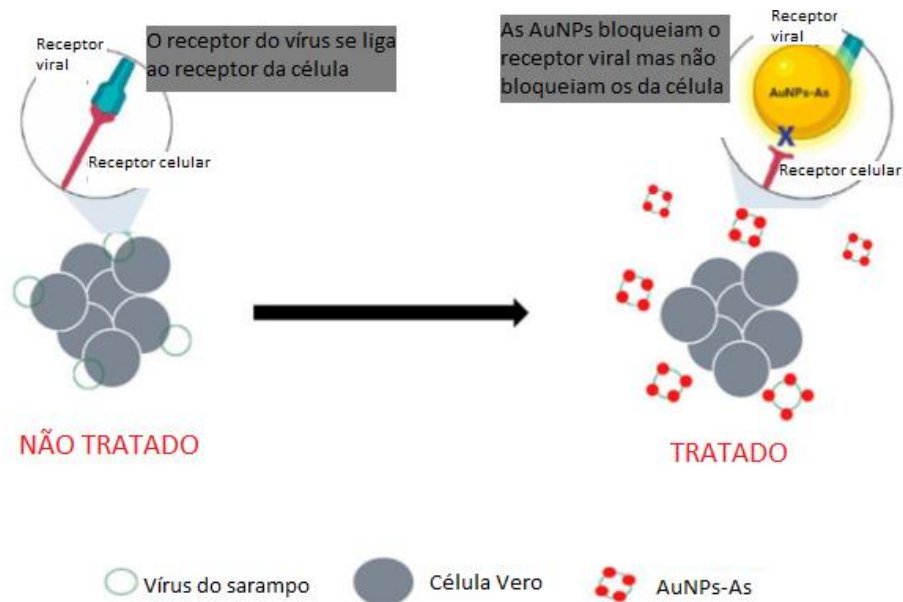 Receptor
viral
O receptor do vírus se liga
ao receptor da célula
Receptor celular
As AuNPs bloqueiam o
receptor viral mas não
bloqueiam os da célula
Receptor
viral
AuNPs-As
X
Receptor celular
NÃO TRATADO
TRATADO
Vírus do sarampo
Célula Vero
AuNPs-As